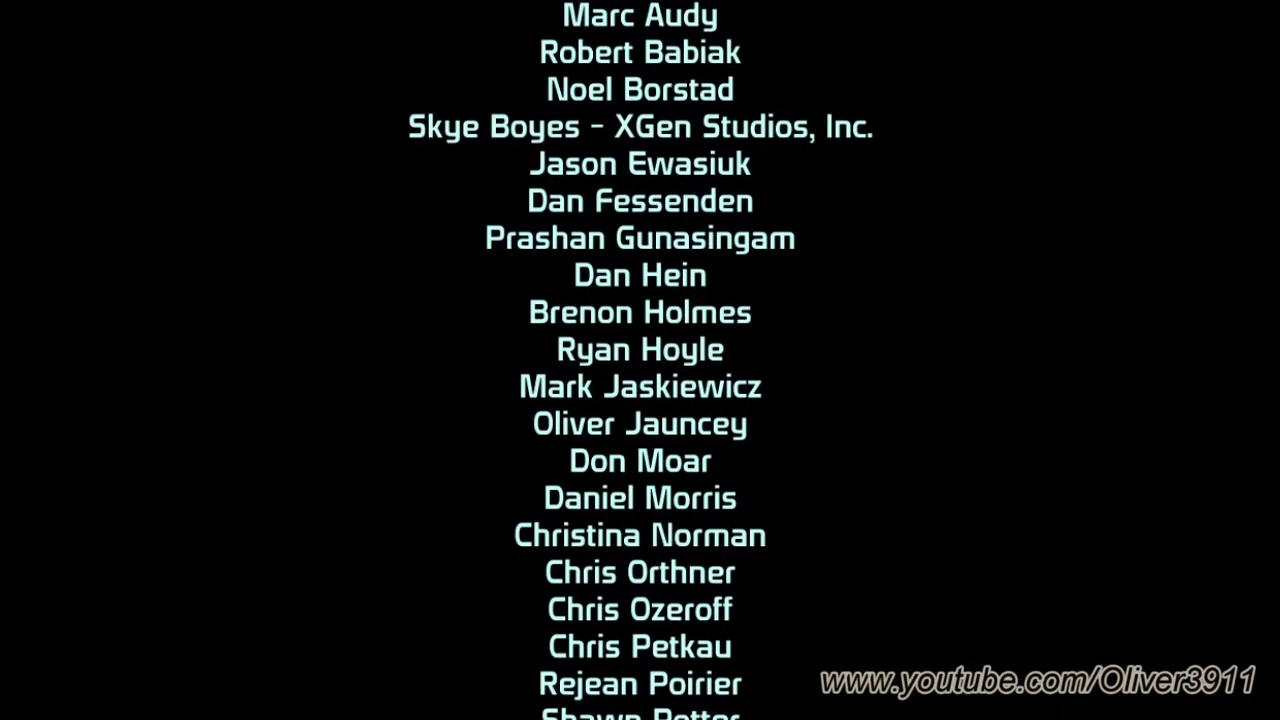 Marc Audy
Robert Babiak
Noel Borstad
Skye Boyes - XGen Studios, Inc.
Jason Ewasiuk
Dan Fessenden
Prashan Gunasingam
Dan Hein
Brenon Holmes
Ryan Hoyle
Mark Jaskiewicz
Oliver Jauncey
Don Moar
Daniel Morris
Christina Norman
Chris Orthner
Chris Ozeroff
Chris Petkau
Rejean Poirier
Shawn Potter
www.youtube.com/Oliver3911